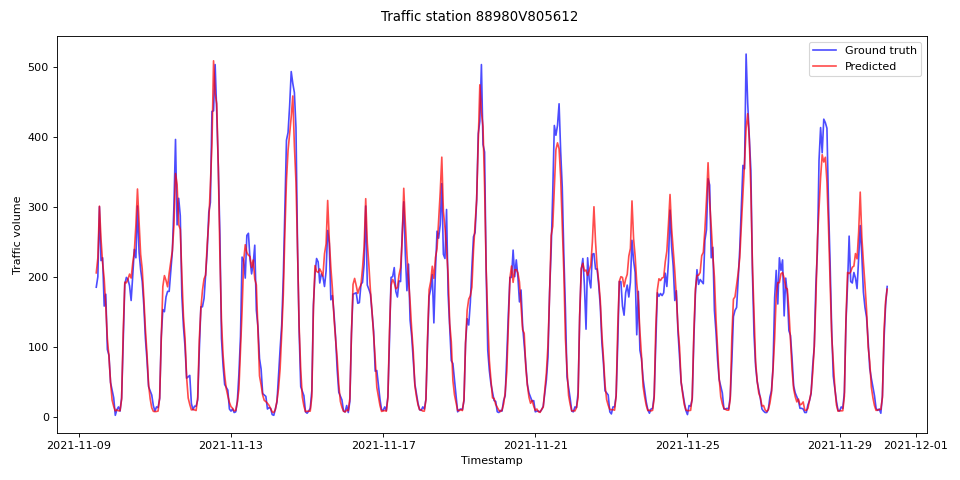 Traffic station 88980V805612
Ground truth
Predicted
Traffic volume
500
400
300
200
100
0
2021-11-09
2021-11-13
2021-11-17
2021-11-21
2021-11-25
2021-11-29
2021-12-01
Timestamp